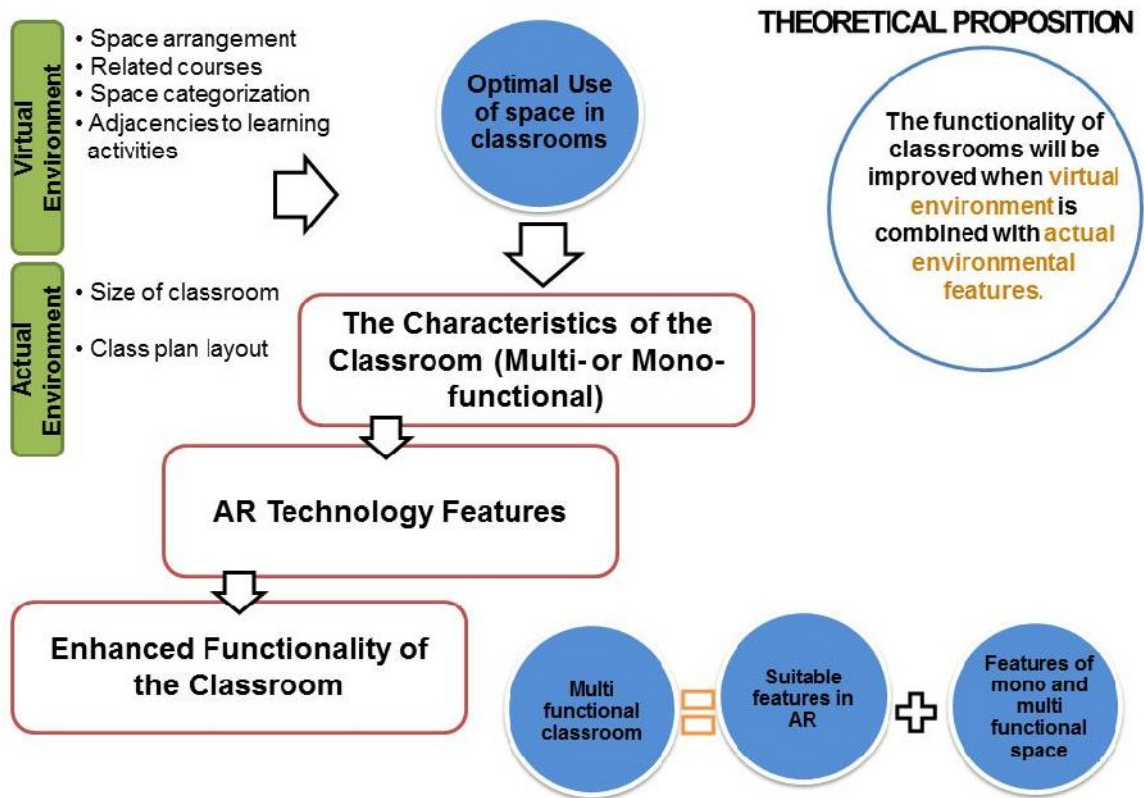 Virtual
Environment
• Space arrangement
• Related courses
• Space categorization
• Adjacencies to learning
activities
Actual
Environment
• Size of classroom
• Class plan layout
Optimal Use
of space in
classrooms
THEORETICAL PROPOSITION
The functionality of
classrooms will be
improved when virtual
environment is
combined with actual
environmental
features.
The Characteristics of the
Classroom (Multi- or Mono-
functional)
AR Technology Features
Enhanced Functionality of
the Classroom
Multi
functional
classroom
Suitable
features in
AR
Features of
mono and
multi
functional
space